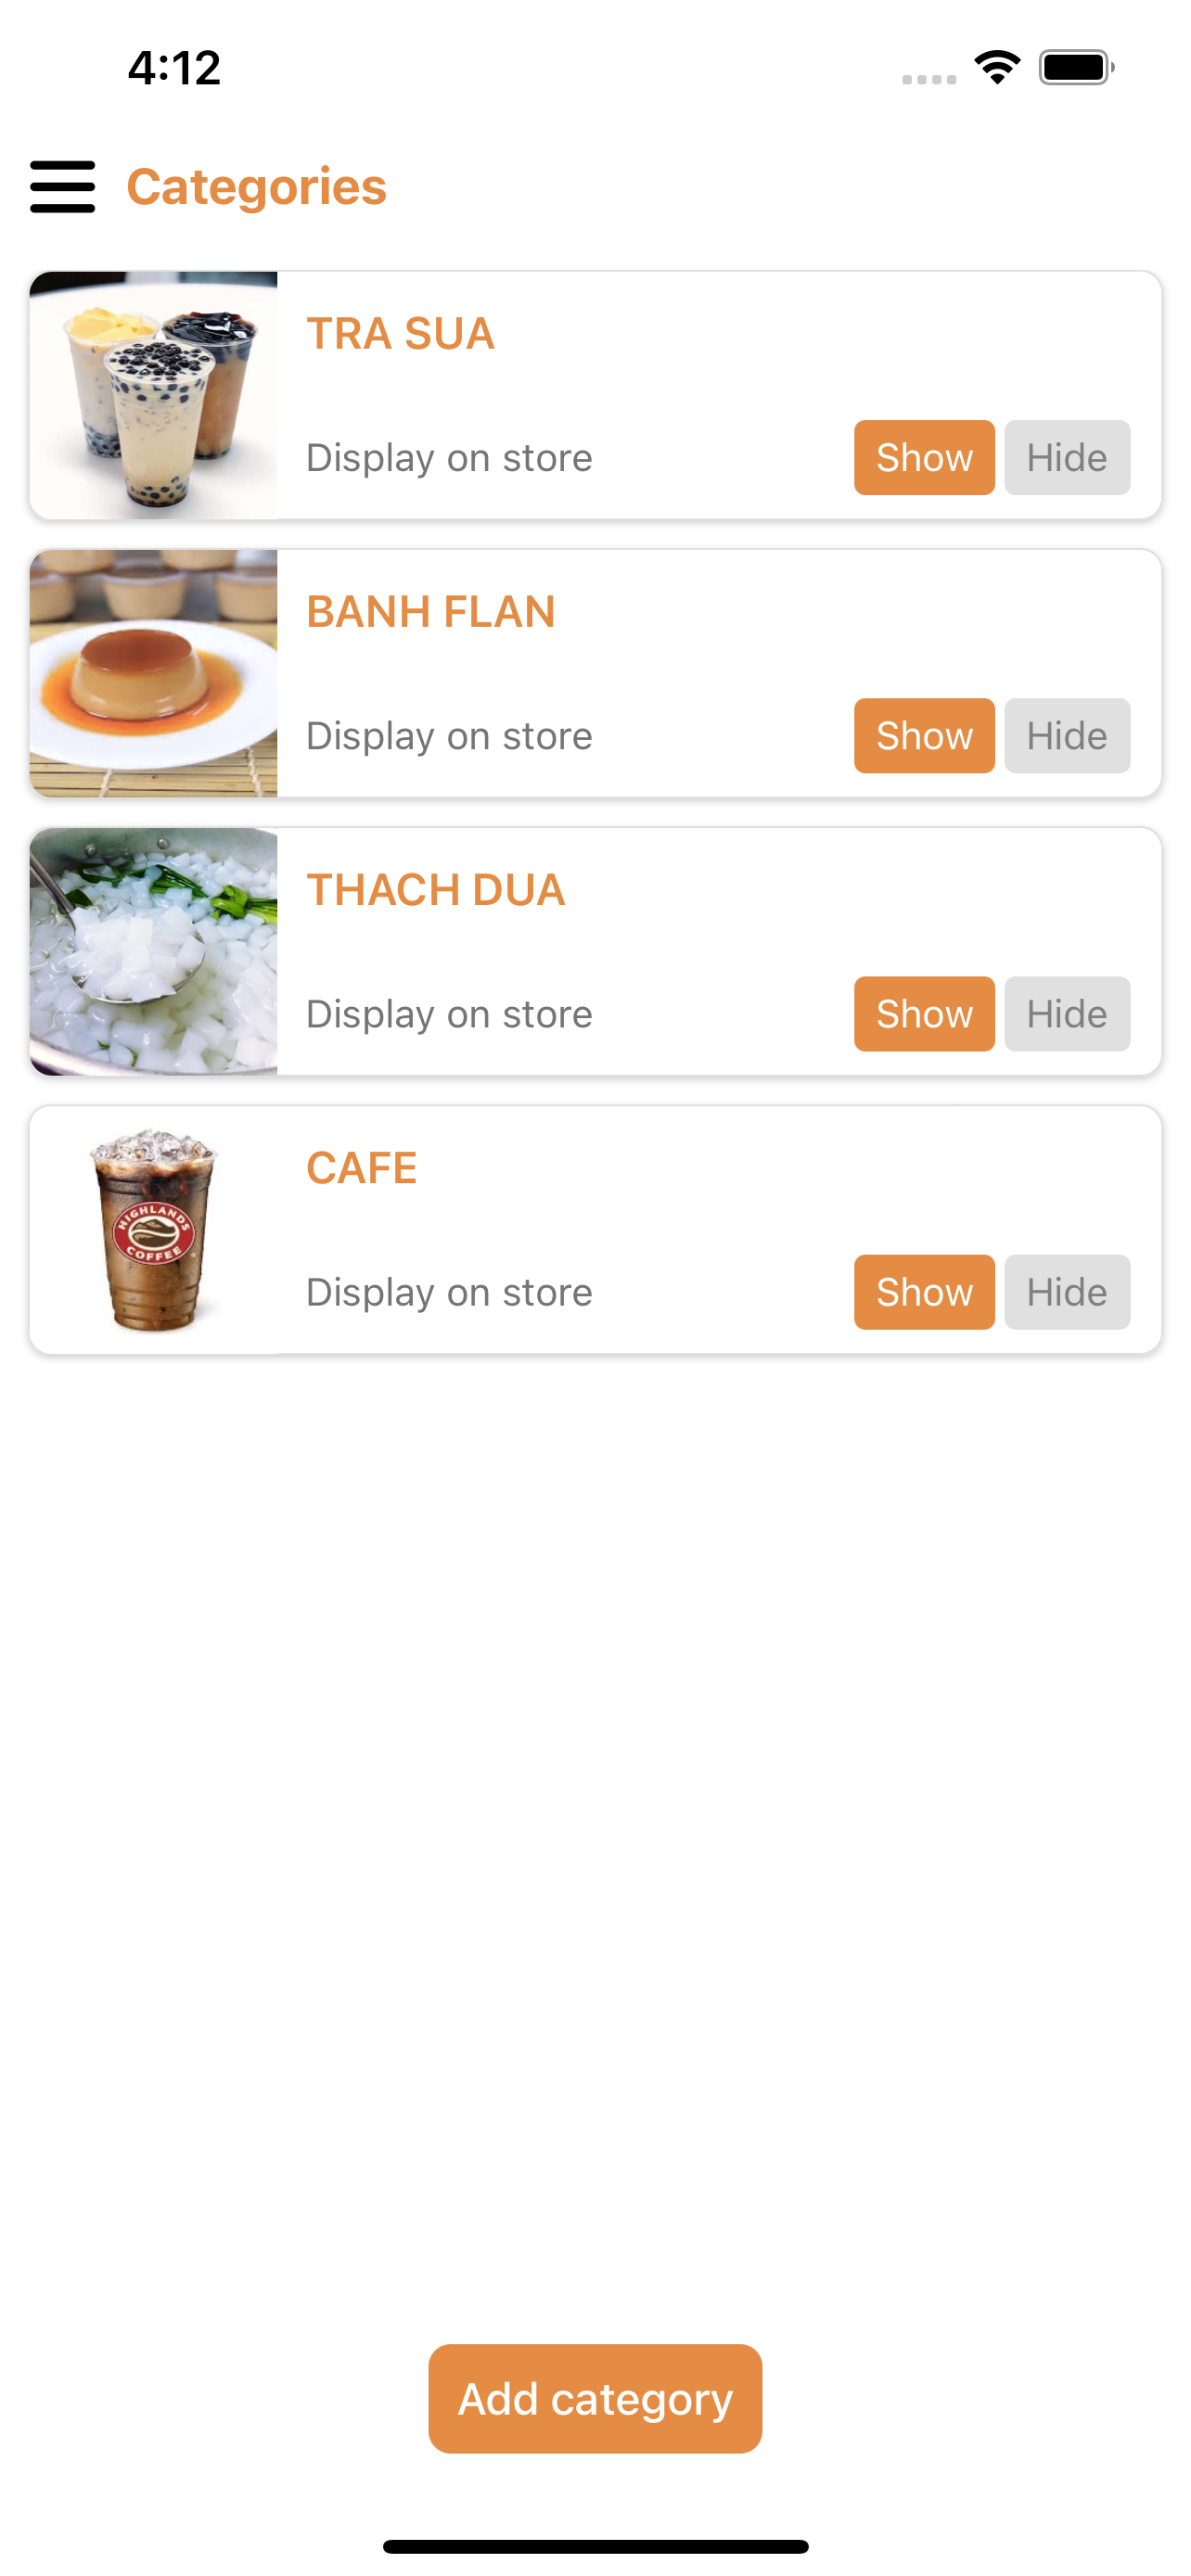 4:12
Categories
TRA SUA
Display on store
Show
Hide
BANH FLAN
Display on store
Show
Hide
THACH DUA
Display on store
Show
Hide
HIGHLANDS
COFFEE
CAFE
Display on store
Show
Hide
Add category